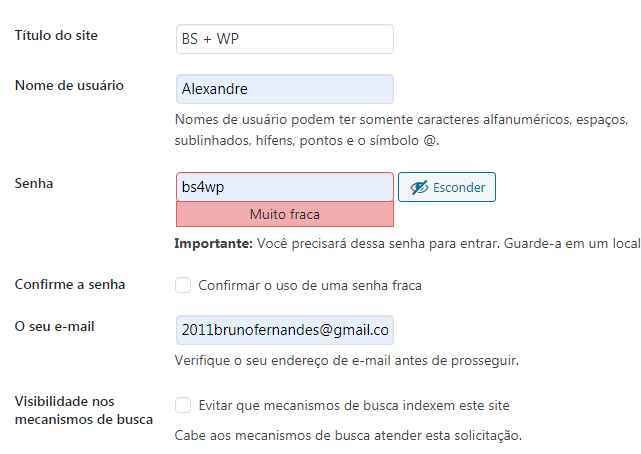 Título do site
BS + WP
Nome de usuário
Alexandre
Nomes de usuário podem ter somente caracteres alfanuméricos, espaços,
sublinhados, hífens, pontos e o símbolo @.
Senha
bs4wp
Esconder
Muito fraca
Importante: Você precisará dessa senha para entrar. Guarde-a em um local
Confirme a senha
Confirmar o uso de uma senha fraca
O seu e-mail
2011brunofernandes@gmail.co
Verifique o seu endereço de e-mail antes de prosseguir.
Visibilidade nos
mecanismos de busca
Evitar que mecanismos de busca indexem este site
Cabe aos mecanismos de busca atender esta solicitação.